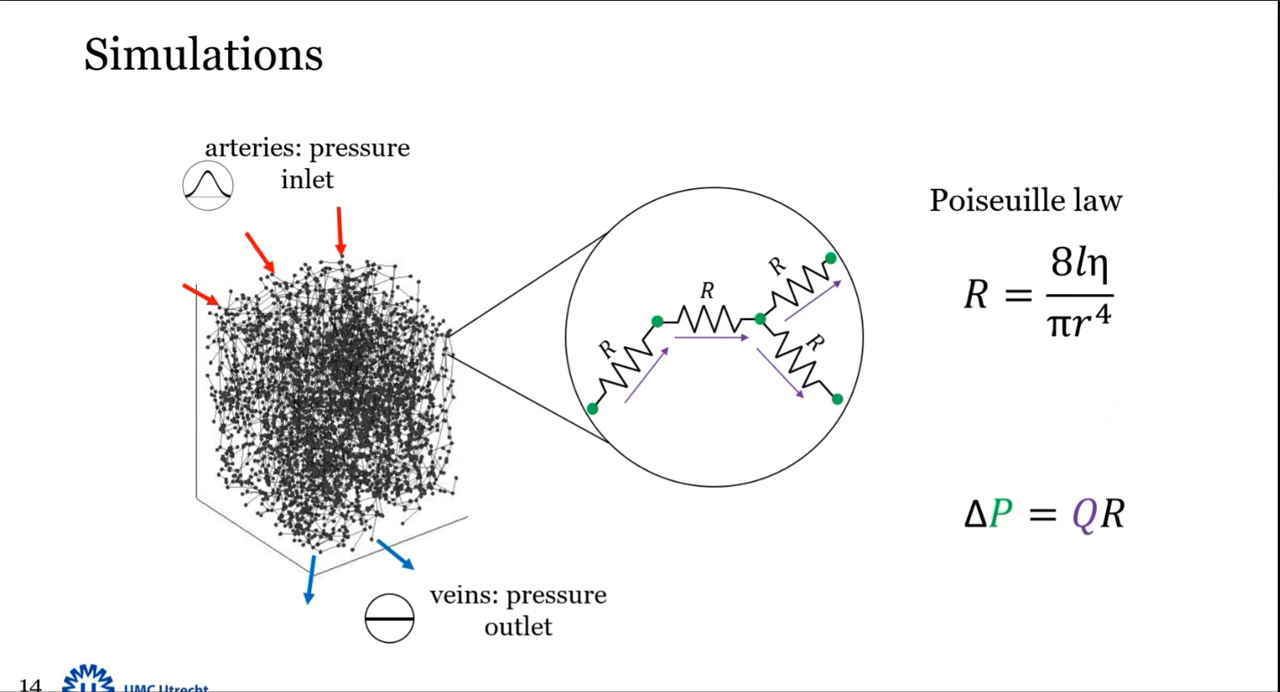 Simulations
arteries: pressure
inlet
Poiseuille law
R = 8lη / πr⁴
R
R
R
R
ΔP = QR
veins: pressure
outlet
14
UMC Utrecht